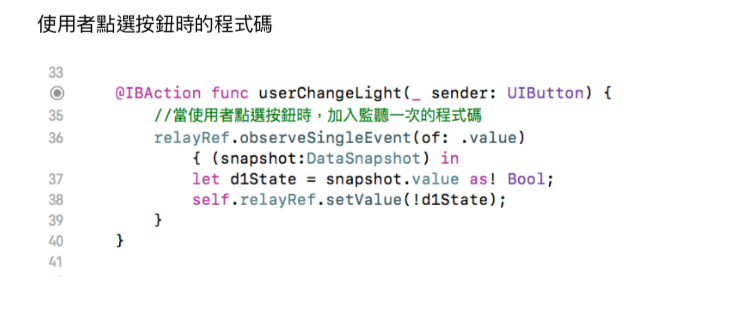 使用者點選按鈕時的程式碼
33
@IBAction func userChangeLight(_ sender: UIButton) {
35 //當使用者點選按鈕時，加入監聽一次的程式碼
36 relayRef.observeSingleEvent(of: .value)
{ (snapshot:DataSnapshot) in
37 let d1State = snapshot.value as! Bool;
38 self.relayRef.setValue(!d1State);
39 }
40 }
41